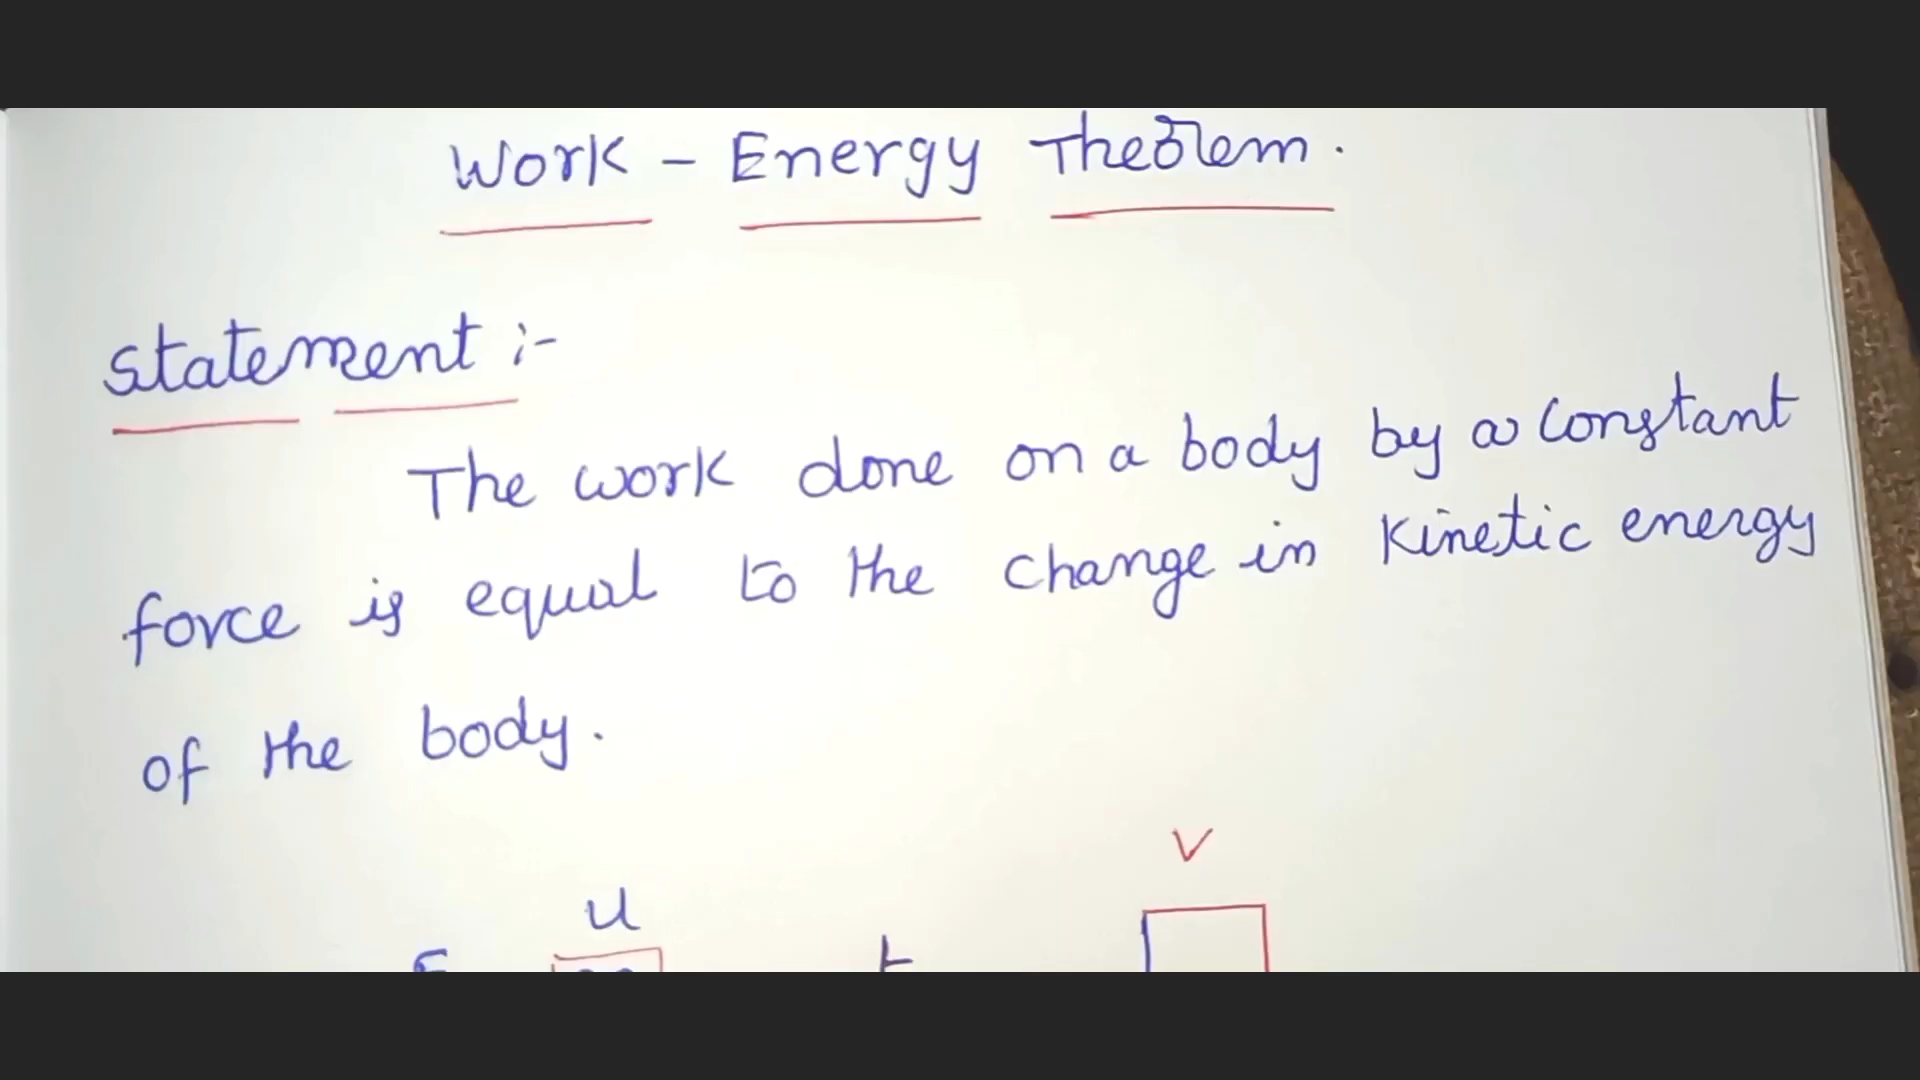 Work - Energy Theorem.
Statement :-
The work done on a body by a constant
force is equal to the change in kinetic energy
of the body.
V
u
t